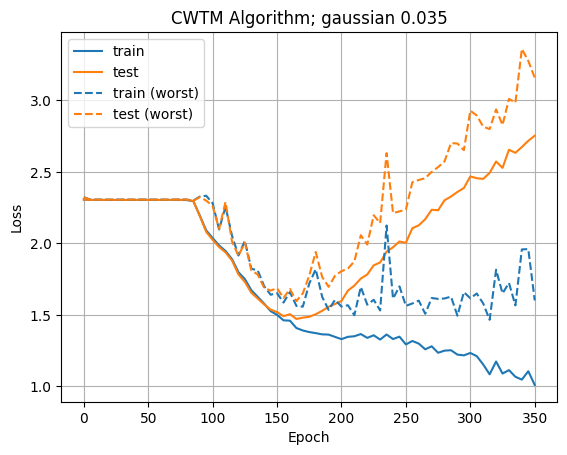 CWTM Algorithm; gaussian 0.035
train
test
train (worst)
test (worst)
3.0
2.5
2.0
1.5
1.0
Loss
0 50 100 150 200 250 300 350
Epoch